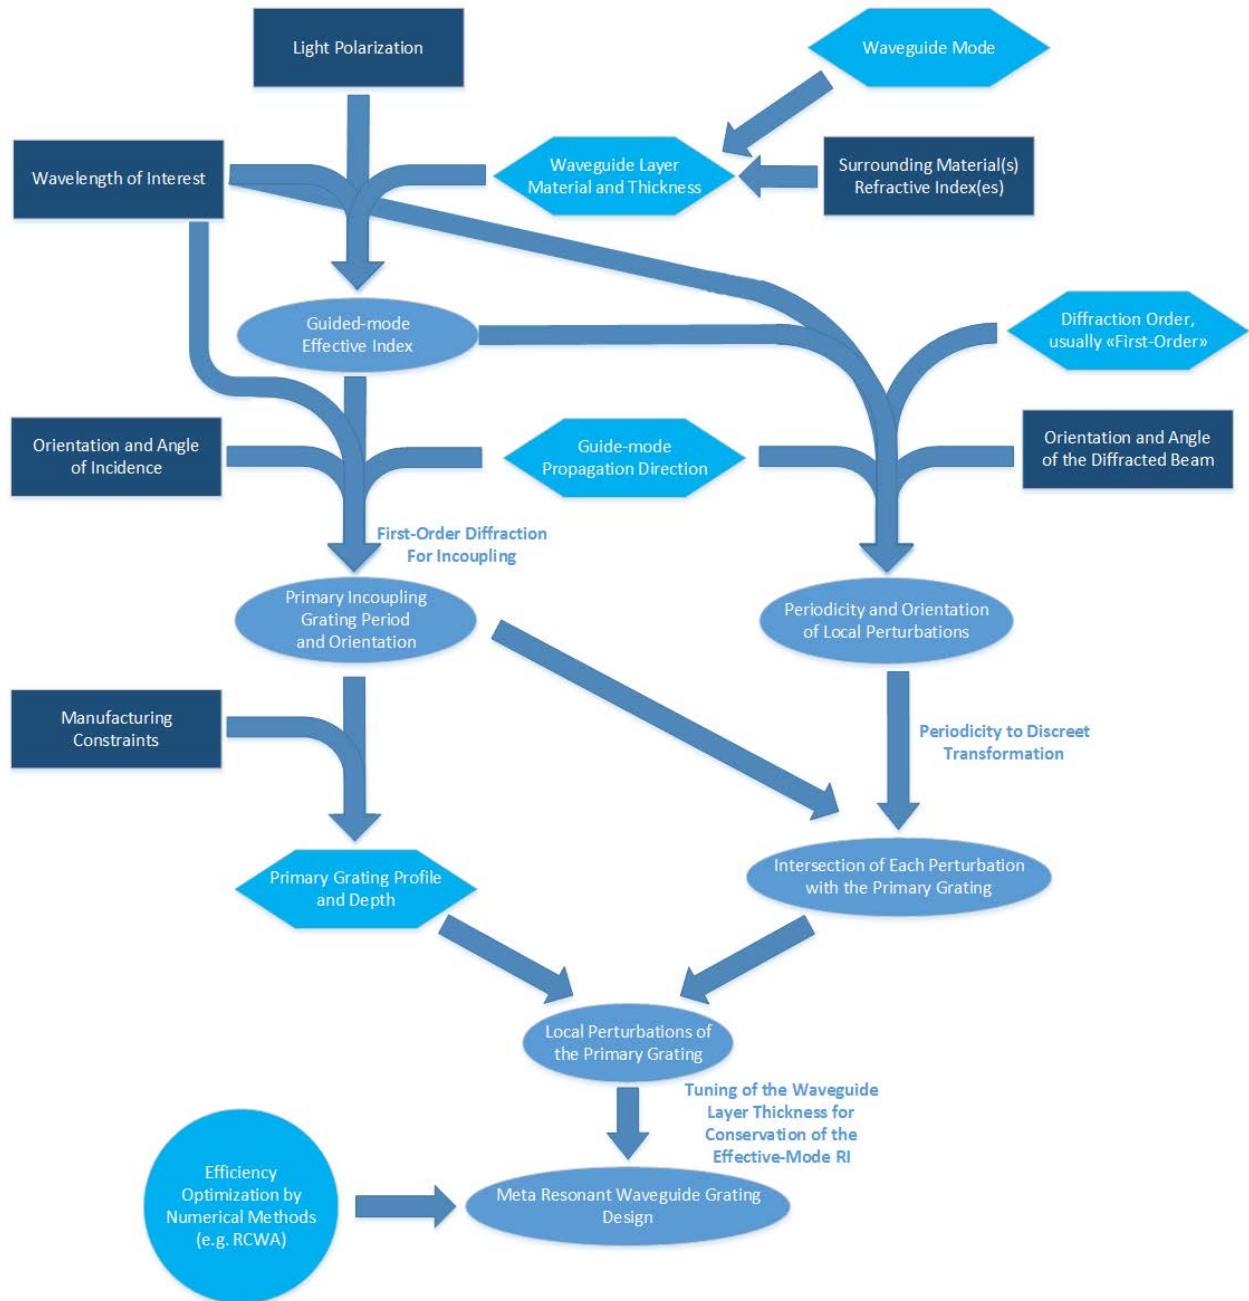 Light Polarization
Waveguide Mode
Wavelength of Interest
Waveguide Layer
Material and Thickness
Surrounding Material(s)
Refractive Index(es)
Guided-mode
Effective Index
Diffraction Order,
usually «First-Order»
Orientation and Angle
of Incidence
Guide-mode
Propagation Direction
Orientation and Angle
of the Diffracted Beam
First-Order Diffraction
For Incoupling
Primary Incoupling
Grating Period
and Orientation
Periodicity and Orientation
of Local Perturbations
Manufacturing
Constraints
Periodicity to Discreet
Transformation
Primary Grating Profile
and Depth
Intersection of Each Perturbation
with the Primary Grating
Local Perturbations of
the Primary Grating
Tuning of the Waveguide
Layer Thickness for
Conservation of the
Effective-Mode RI
Efficiency
Optimization by
Numerical Methods
(e.g. RCWA)
Meta Resonant Waveguide Grating
Design